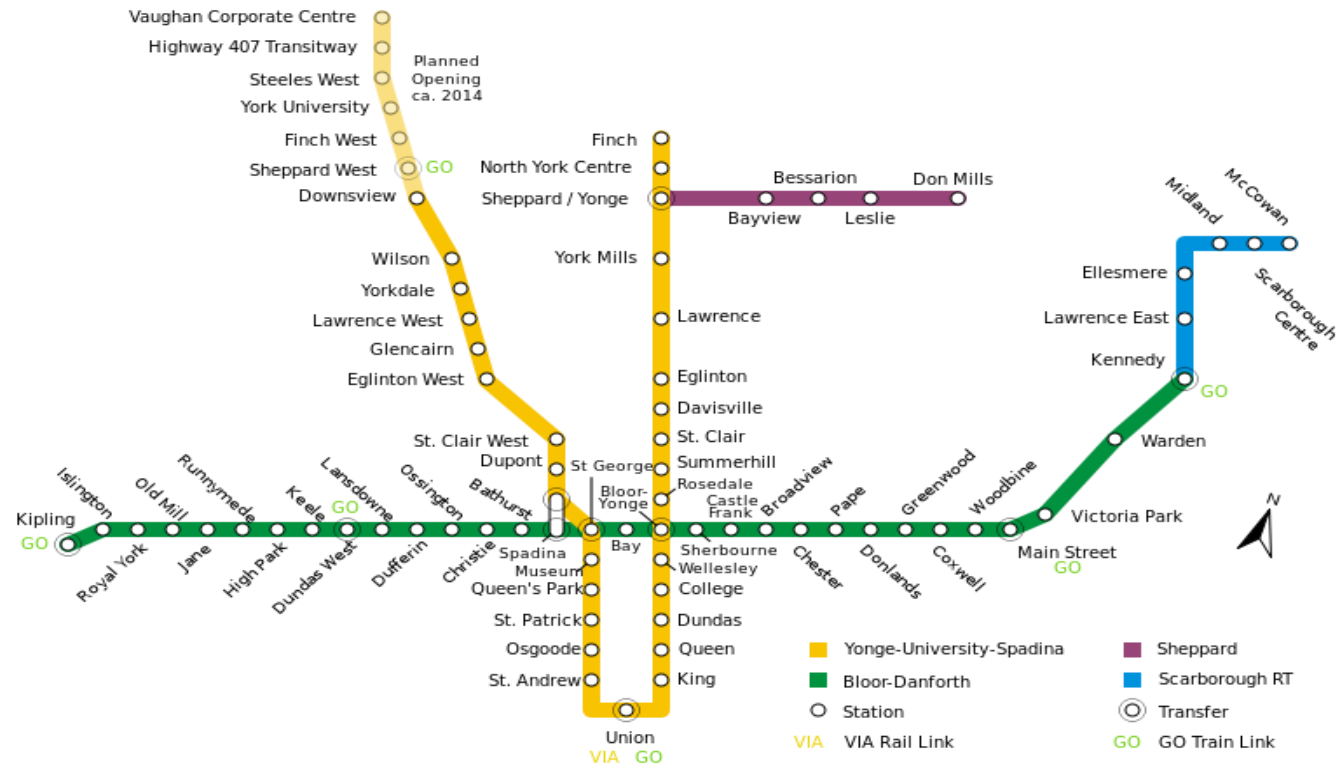 Vaughan Corporate Centre
Highway 407 Transitway
Steeles West
York University
Finch West
Sheppard West
GO
Downsview
Planned
Opening
ca. 2014
Wilson
Yorkdale
Lawrence West
Glencairn
Eglinton West
St. Clair West
Dupont
Finch
North York Centre
Sheppard / Yonge
York Mills
Lawrence
Eglinton
Davisville
St. Clair
Summerhill
Rosedale
Bessarion
Don Mills
Bayview
Leslie
McCowan
Midland
Scarborough
Centre
Ellesmere
Lawrence East
Kennedy
GO
Warden
Victoria Park
Main Street
GO
Kipling
GO
Islington
Royal York
Old Mill
Jane
Runnymede
High Park
Keele
Dundas West
GO
Lansdowne
Dufferin
Ossington
Christie
Bathurst
Spadina
St George
Bay
Bloor-
Yonge
Sherbourne
Castle
Frank
Broadview
Chester
Pape
Donlands
Greenwood
Coxwell
Woodbine
Museum
Queen's Park
St. Patrick
Osgoode
St. Andrew
Wellesley
College
Dundas
Queen
King
Union
VIA GO
N
Yonge-University-Spadina
Bloor-Danforth
Station
VIA VIA Rail Link
Sheppard
Scarborough RT
Transfer
GO GO Train Link